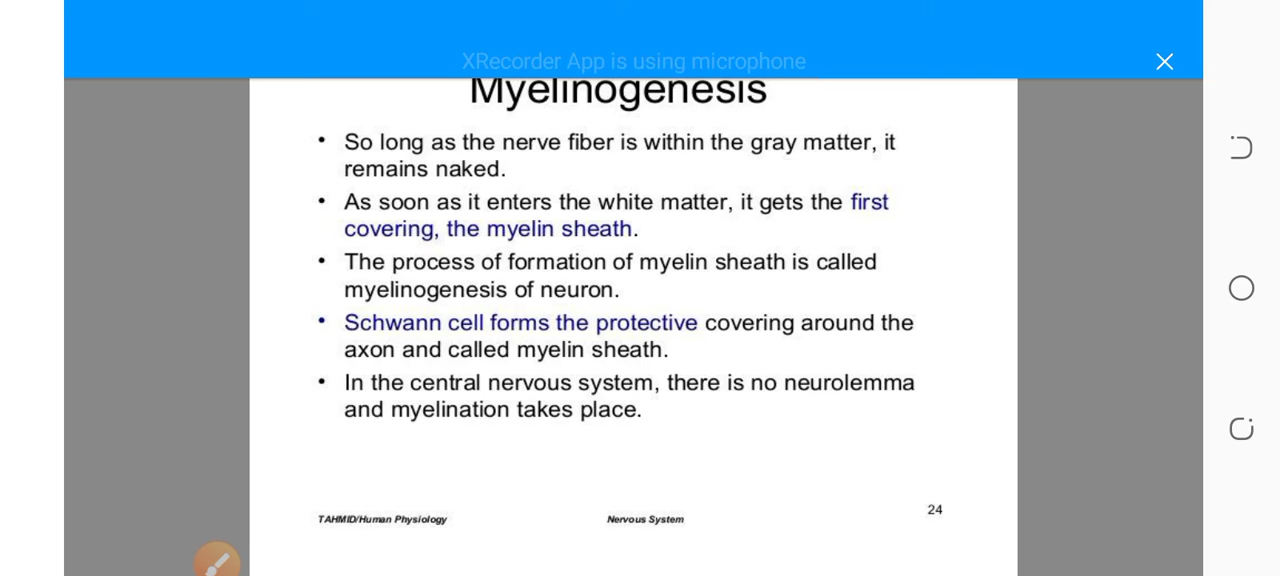 XRecorder App is using microphone
Myelinogenesis
• So long as the nerve fiber is within the gray matter, it
remains naked.
• As soon as it enters the white matter, it gets the first
covering, the myelin sheath.
• The process of formation of myelin sheath is called
myelinogenesis of neuron.
• Schwann cell forms the protective covering around the
axon and called myelin sheath.
• In the central nervous system, there is no neurolemma
and myelination takes place.
24
TAHMID/Human Physiology
Nervous System